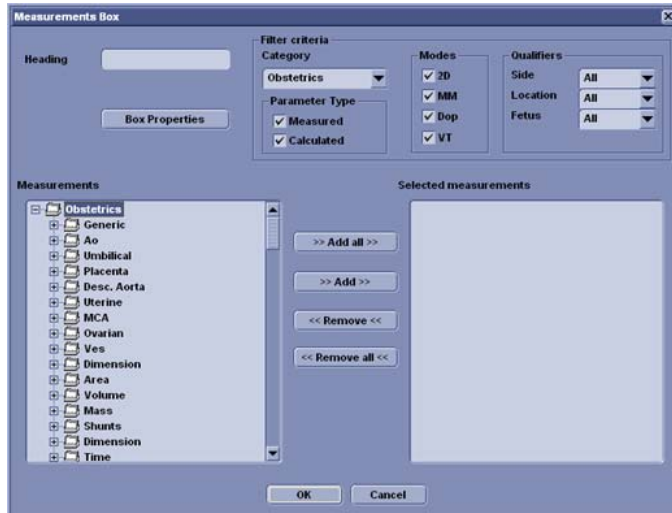 Measurements Box
Heading
Box Properties
Filter criteria
Category
Obstetrics
Parameter Type
Measured
Calculated
Modes
2D
MM
Dop
VT
Qualifiers
Side All
Location All
Fetus All
Measurements
Obstetrics
Generic
Ao
Umbilical
Placenta
Desc. Aorta
Uterine
MCA
Ovarian
Ves
Dimension
Area
Volume
Mass
Shunts
Dimension
Time
>> Add all >>
>> Add >>
<< Remove <<
<< Remove all <<
Selected measurements
OK Cancel